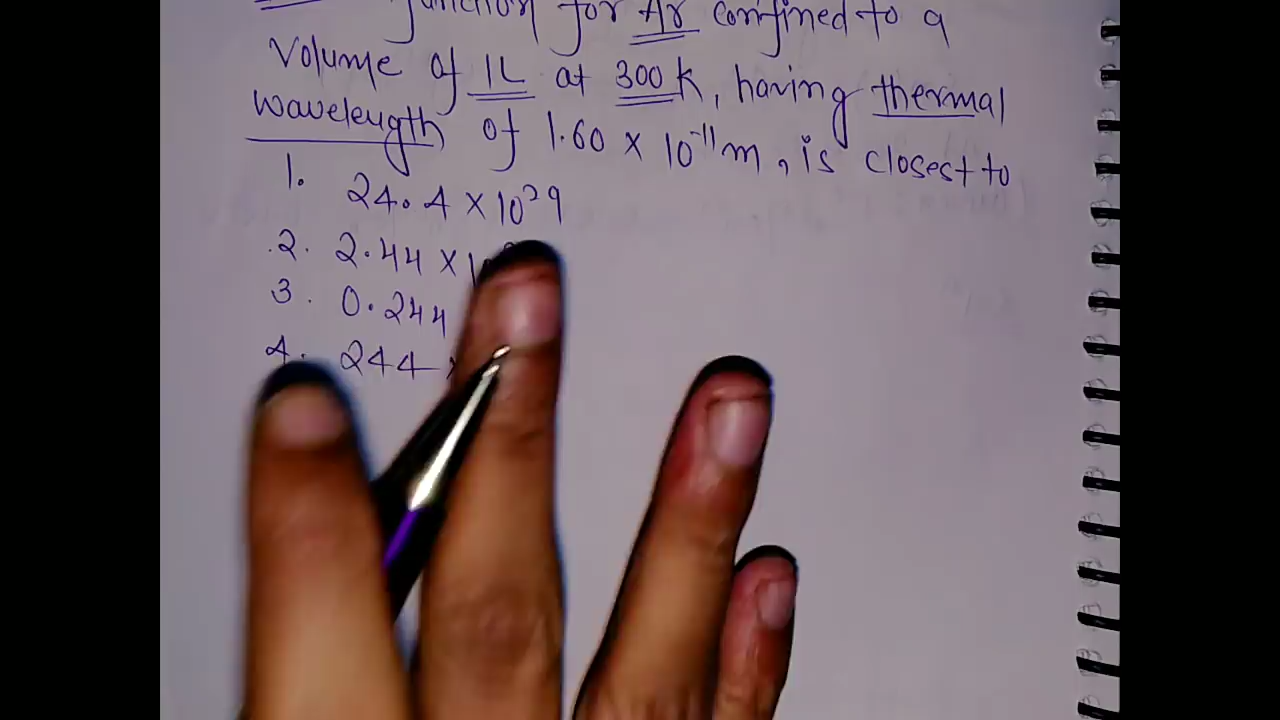 function for Ar confined to a
Volume of 1L at 300 K, having thermal
wavelength of 1.60 × 10⁻¹¹ m, is closest to
1. 24.4 × 10²⁹
2. 2.44 ×
3. 0.244
4. 244